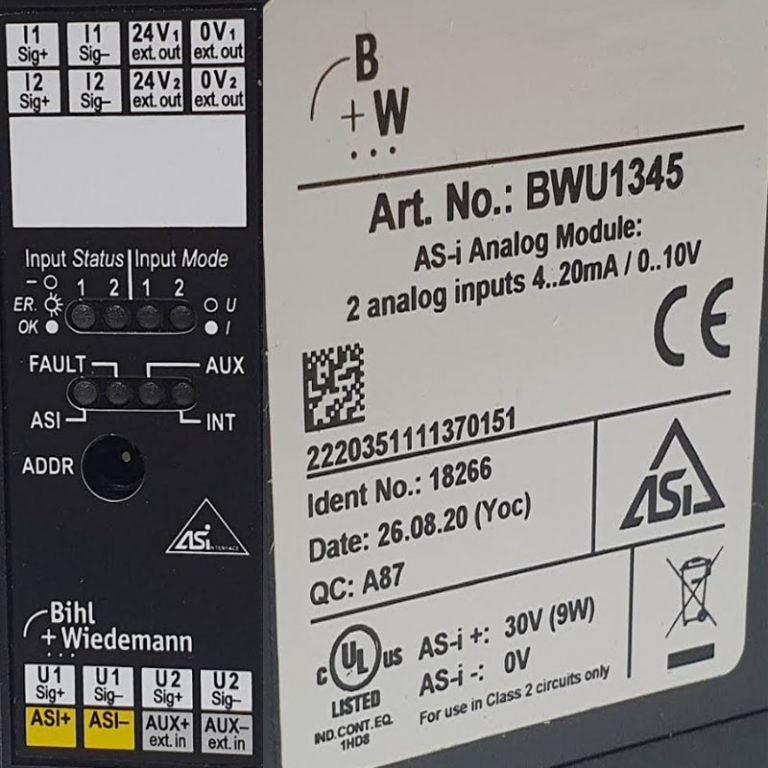 I1 I1 24V1 0V1
Sig+ Sig– ext. out ext. out
I2 I2 24V2 0V2
Sig+ Sig– ext. out ext. out
Input Status Input Mode
– 1 2 1 2
ER. U
OK I
FAULT AUX
ASI INT
ADDR
ASi INTERFACE
Bihl
+ Wiedemann
U1 U1 U2 U2
Sig+ Sig– Sig+ Sig–
ASI+ ASI– AUX+ AUX–
ext. in ext. in
B
+W
Art. No.: BWU1345
AS-i Analog Module:
2 analog inputs 4..20mA / 0..10V
CE
2220351111370151
Ident No.: 18266
Date: 26.08.20 (Yoc)
QC: A87
ASi
c UL us
LISTED
IND.CONT.EQ.
1HD8
AS-i +: 30V (9W)
AS-i -: 0V
For use in Class 2 circuits only